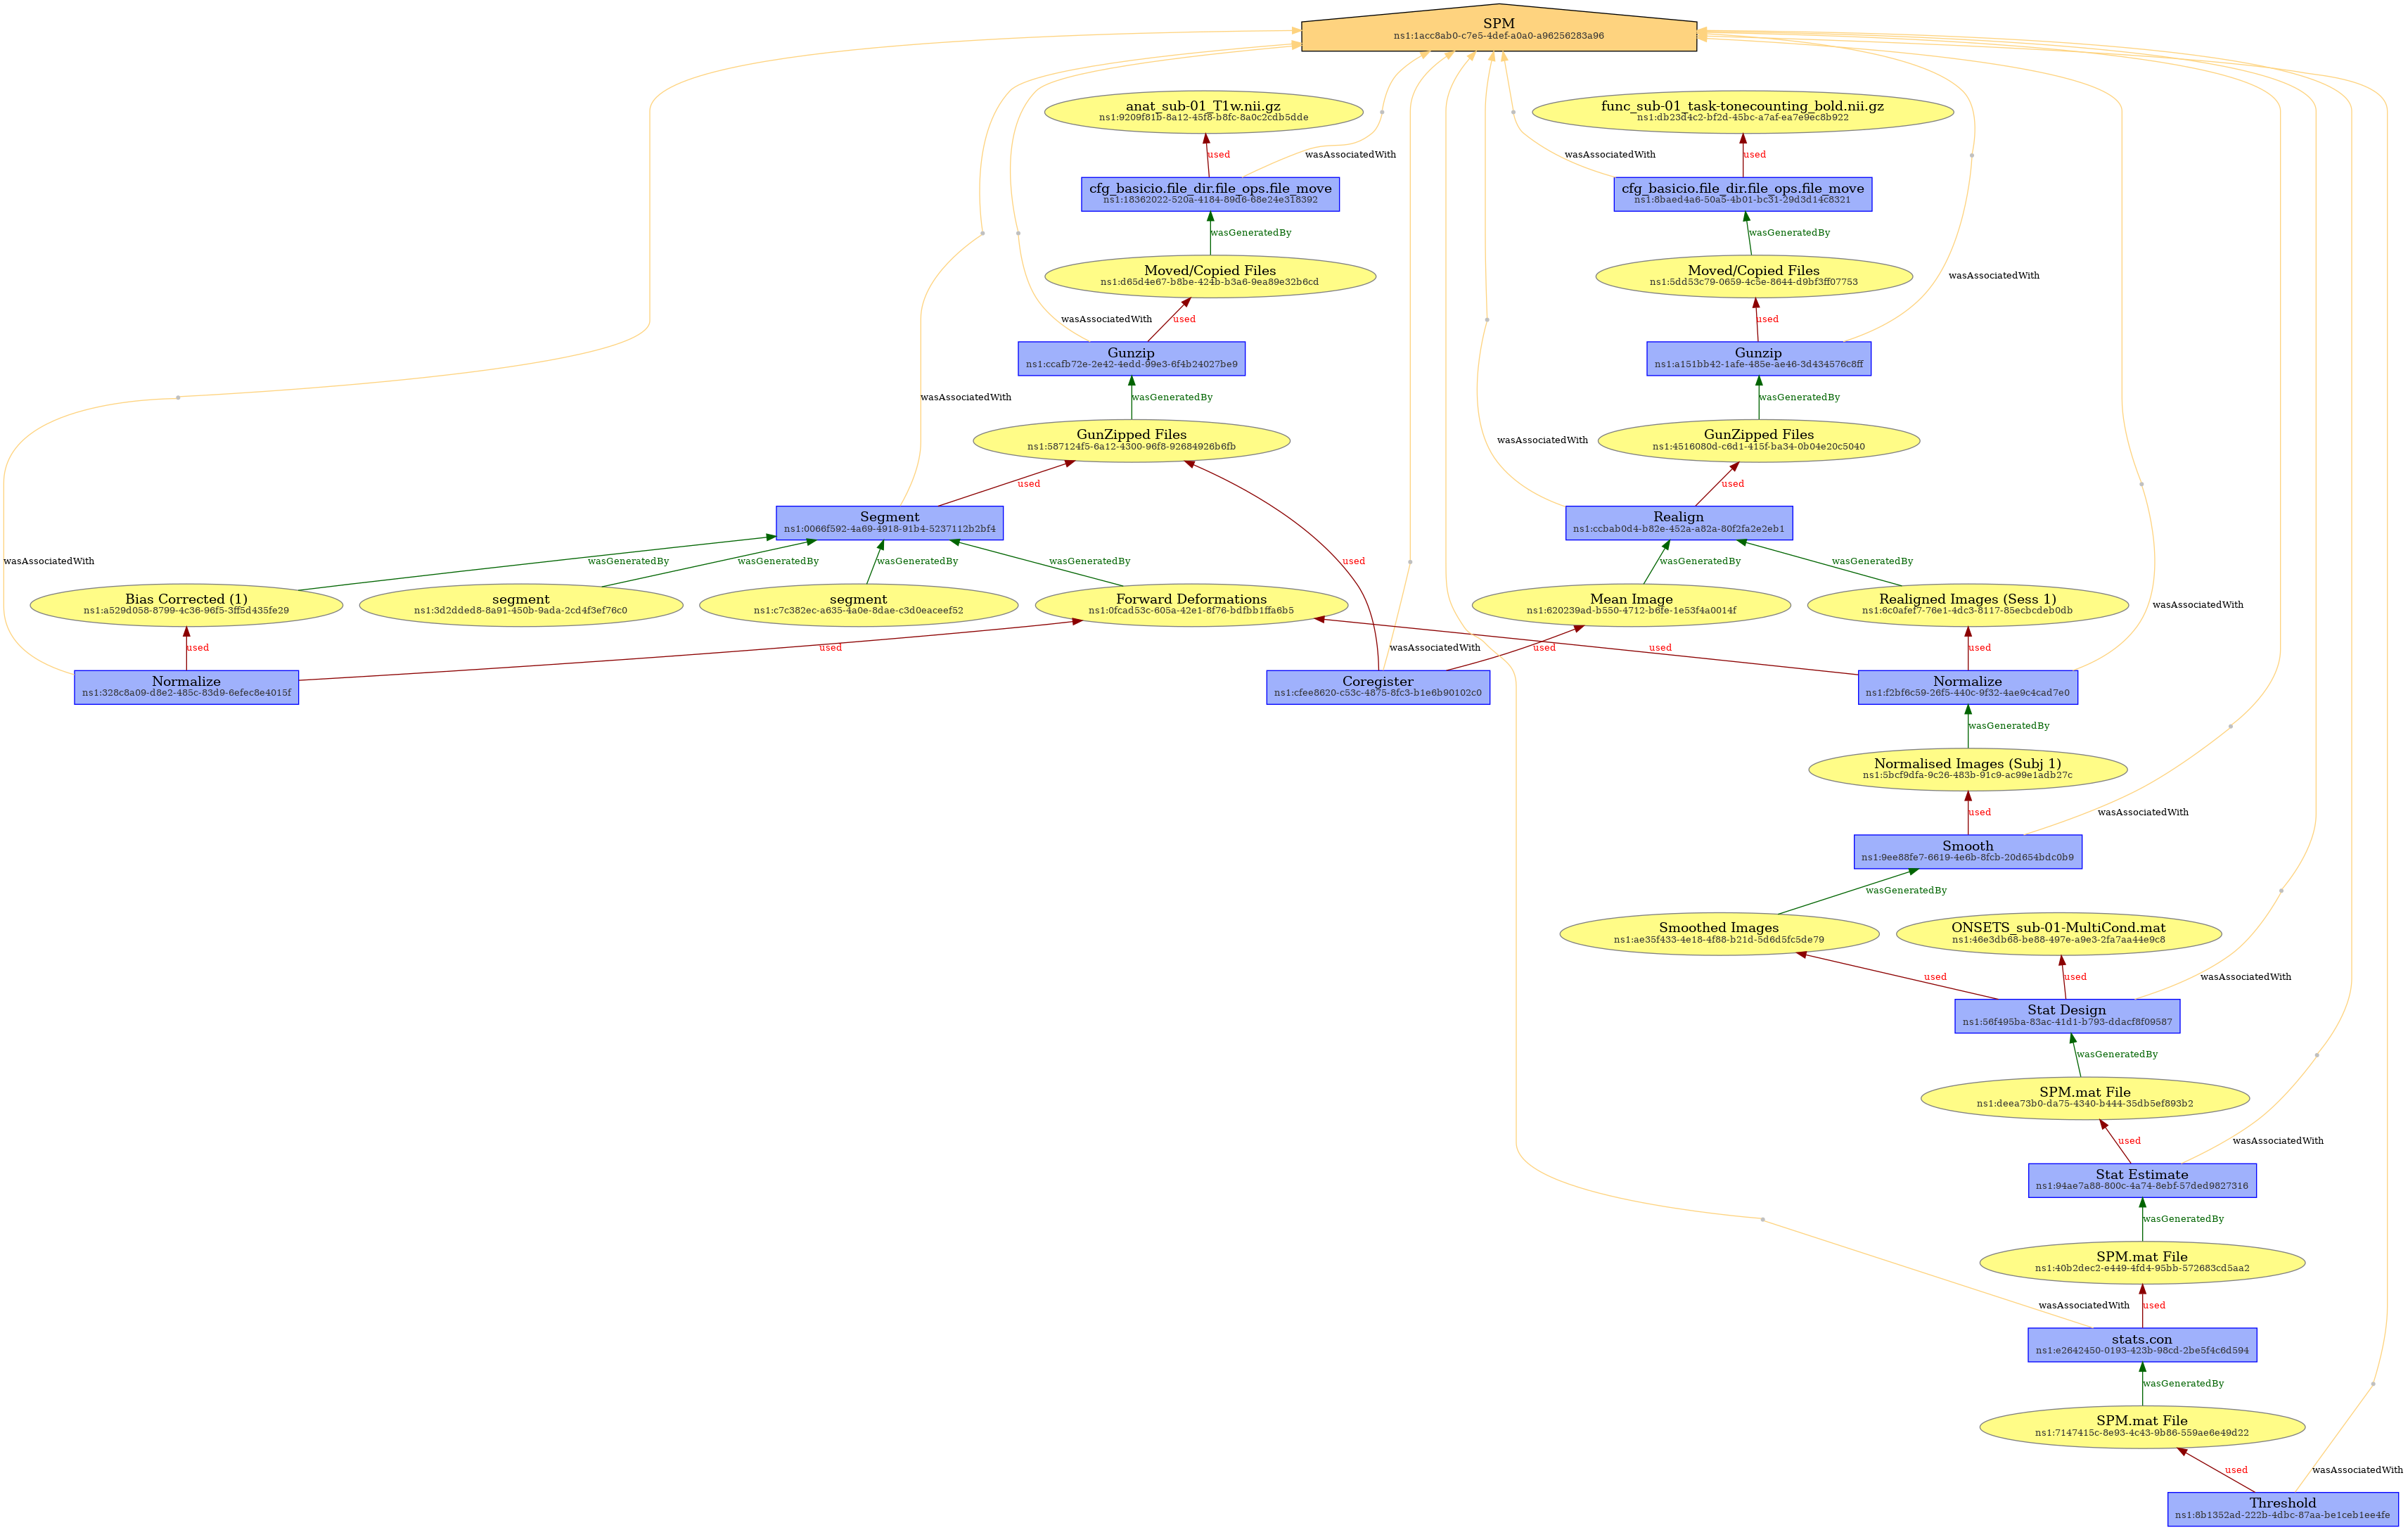 SPM
ns1:1acc8ab0-c7e5-4def-a0a0-a96256283a96
anat_sub-01_T1w.nii.gz
ns1:9209f81b-8a12-45f8-b8fc-8a0c2cdb5dde
func_sub-01_task-tonecounting_bold.nii.gz
ns1:db23d4c2-bf2d-45bc-a7af-ea7e9ec8b922
used
wasAssociatedWith
wasAssociatedWith
used
cfg_basicio.file_dir.file_ops.file_move
ns1:18362022-520a-4184-89d6-68e24e318392
cfg_basicio.file_dir.file_ops.file_move
ns1:8baed4a6-50a5-4b01-bc31-29d3d14c8321
wasGeneratedBy
wasGeneratedBy
Moved/Copied Files
ns1:d65d4e67-b8be-424b-b3a6-9ea89e32b6cd
Moved/Copied Files
ns1:5dd53c79-0659-4c5e-8644-d9bf3ff07753
wasAssociatedWith
wasAssociatedWith
used
used
Gunzip
ns1:ccafb72e-2e42-4edd-99e3-6f4b24027be9
Gunzip
ns1:a151bb42-1afe-485e-ae46-3d434576c8ff
wasAssociatedWith
wasGeneratedBy
wasGeneratedBy
GunZipped Files
ns1:587124f5-6a12-4300-96f8-92684926b6fb
wasAssociatedWith
GunZipped Files
ns1:4516080d-c6d1-415f-ba34-0b04e20c5040
used
used
Segment
ns1:0066f592-4a69-4918-91b4-5237112b2bf4
Realign
ns1:ccbab0d4-b82e-452a-a82a-80f2fa2e2eb1
wasAssociatedWith
wasGeneratedBy
wasGeneratedBy
wasGeneratedBy
wasGeneratedBy
used
wasGeneratedBy
wasGeneratedBy
Bias Corrected (1)
ns1:a529d058-8799-4c36-96f5-3ff5d435fe29
segment
ns1:3d2dded8-8a91-450b-9ada-2cd4f3ef76c0
segment
ns1:c7c382ec-a635-4a0e-8dae-c3d0eaceef52
Forward Deformations
ns1:0fcad53c-605a-42e1-8f76-bdfbb1ffa6b5
Mean Image
ns1:620239ad-b550-4712-b6fe-1e53f4a0014f
Realigned Images (Sess 1)
ns1:6c0afef7-76e1-4dc3-8117-85ecbcdeb0db
wasAssociatedWith
used
used
wasAssociatedWith
used
used
used
Normalize
ns1:328c8a09-d8e2-485c-83d9-6efec8e4015f
Coregister
ns1:cfee8620-c53c-4875-8fc3-b1e6b90102c0
Normalize
ns1:f2bf6c59-26f5-440c-9f32-4ae9c4cad7e0
wasGeneratedBy
Normalised Images (Subj 1)
ns1:5bcf9dfa-9c26-483b-91c9-ac99e1adb27c
used
wasAssociatedWith
Smooth
ns1:9ee88fe7-6619-4e6b-8fcb-20d654bdc0b9
wasGeneratedBy
Smoothed Images
ns1:ae35f433-4e18-4f88-b21d-5d6d5fc5de79
ONSETS_sub-01-MultiCond.mat
ns1:46e3db68-be88-497e-a9e3-2fa7aa44e9c8
used
used
wasAssociatedWith
Stat Design
ns1:56f495ba-83ac-41d1-b793-ddacf8f09587
wasGeneratedBy
SPM.mat File
ns1:deea73b0-da75-4340-b444-35db5ef893b2
used
wasAssociatedWith
Stat Estimate
ns1:94ae7a88-800c-4a74-8ebf-57ded9827316
wasGeneratedBy
SPM.mat File
ns1:40b2dec2-e449-4fd4-95bb-572683cd5aa2
wasAssociatedWith
used
stats.con
ns1:e2642450-0193-423b-98cd-2be5f4c6d594
wasGeneratedBy
SPM.mat File
ns1:7147415c-8e93-4c43-9b86-559ae6e49d22
used
wasAssociatedWith
Threshold
ns1:8b1352ad-222b-4dbc-87aa-be1ceb1ee4fe